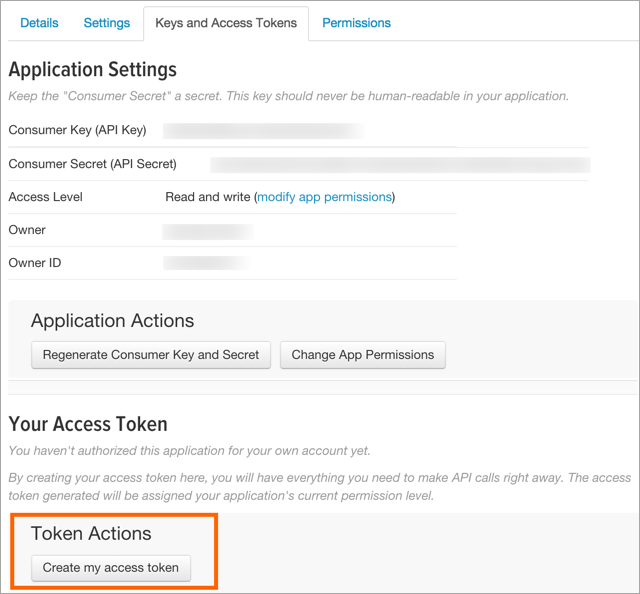 Details Settings Keys and Access Tokens Permissions
Application Settings
Keep the "Consumer Secret" a secret. This key should never be human-readable in your application.
Consumer Key (API Key)
Consumer Secret (API Secret)
Access Level Read and write (modify app permissions)
Owner
Owner ID
Application Actions
Regenerate Consumer Key and Secret Change App Permissions
Your Access Token
You haven't authorized this application for your own account yet.
By creating your access token here, you will have everything you need to make API calls right away. The access
token generated will be assigned your application's current permission level.
Token Actions
Create my access token